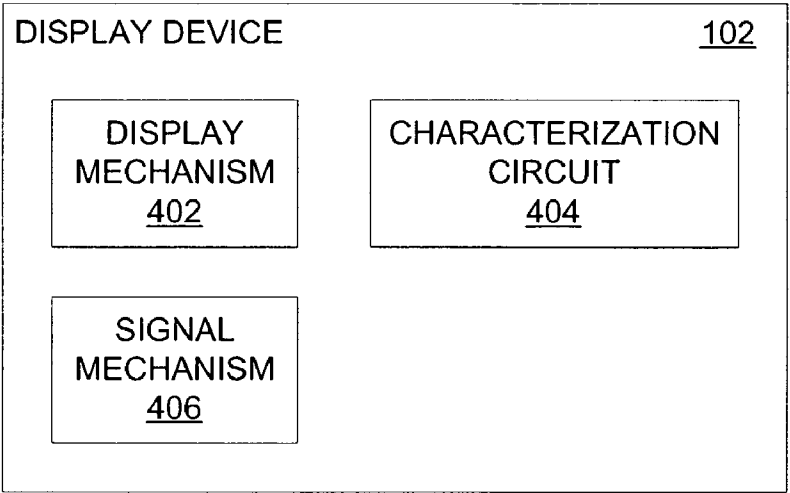 DISPLAY DEVICE 102
DISPLAY
MECHANISM
402
CHARACTERIZATION
CIRCUIT
404
SIGNAL
MECHANISM
406